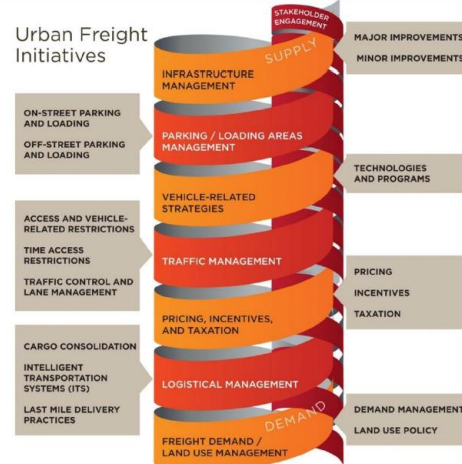 Urban Freight
Initiatives
STAKEHOLDER
ENGAGEMENT
SUPPLY
INFRASTRUCTURE
MANAGEMENT
MAJOR IMPROVEMENTS
MINOR IMPROVEMENTS
ON-STREET PARKING
AND LOADING
OFF-STREET PARKING
AND LOADING
PARKING / LOADING AREAS
MANAGEMENT
VEHICLE-RELATED
STRATEGIES
TECHNOLOGIES
AND PROGRAMS
ACCESS AND VEHICLE-
RELATED RESTRICTIONS
TIME ACCESS
RESTRICTIONS
TRAFFIC CONTROL AND
LANE MANAGEMENT
TRAFFIC MANAGEMENT
PRICING, INCENTIVES,
AND TAXATION
PRICING
INCENTIVES
TAXATION
CARGO CONSOLIDATION
INTELLIGENT
TRANSPORTATION
SYSTEMS (ITS)
LAST MILE DELIVERY
PRACTICES
LOGISTICAL MANAGEMENT
DEMAND
FREIGHT DEMAND /
LAND USE MANAGEMENT
DEMAND MANAGEMENT
LAND USE POLICY